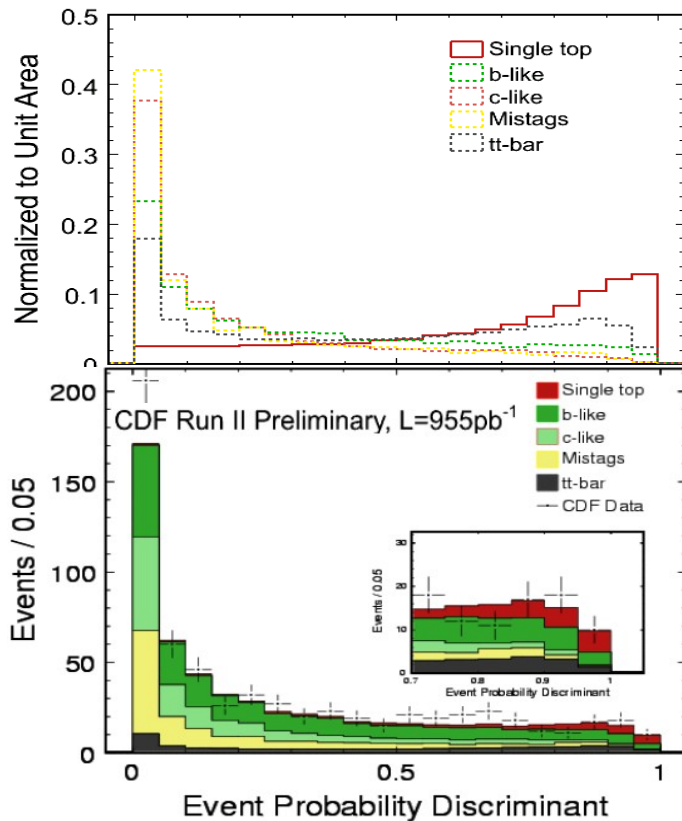 Normalized to Unit Area
0.5
0.4
0.3
0.2
0.1
0
Single top
b-like
c-like
Mistags
tt-bar
Events / 0.05
200
150
100
50
0
CDF Run II Preliminary, L=955pb⁻¹
Single top
b-like
c-like
Mistags
tt-bar
CDF Data
Events / 0.05
30
20
10
0
0.7 0.8 0.9 1
Event Probability Discriminant
0 0.5 1
Event Probability Discriminant